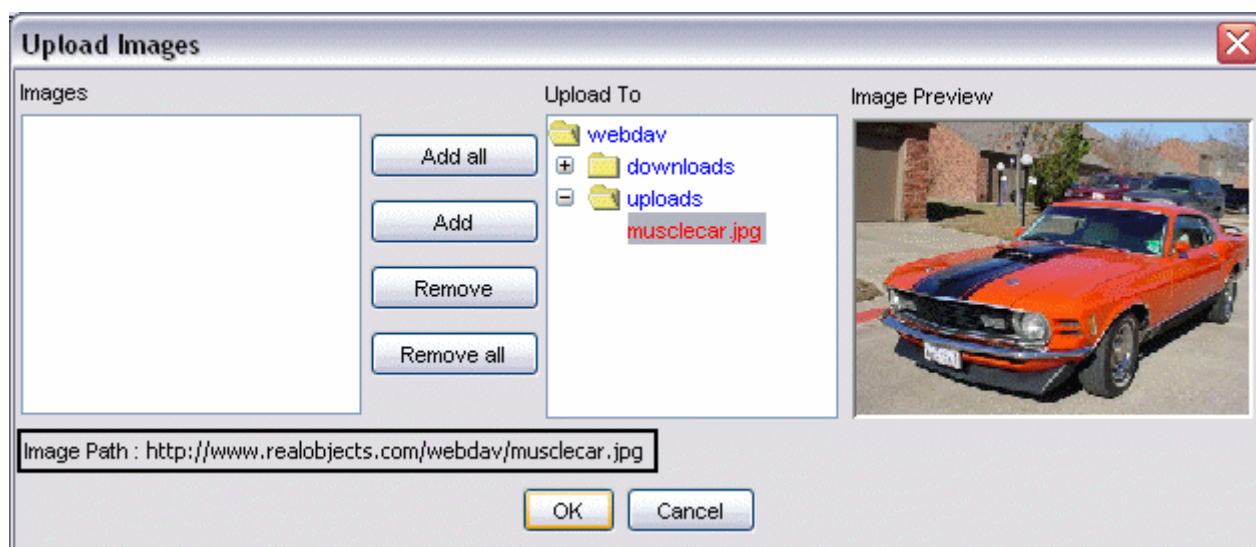 Upload Images
Images
Upload To
Image Preview
Add all
Add
Remove
Remove all
webdav
downloads
uploads
musclecar.jpg
Image Path : http://www.realobjects.com/webdav/musclecar.jpg
OK
Cancel